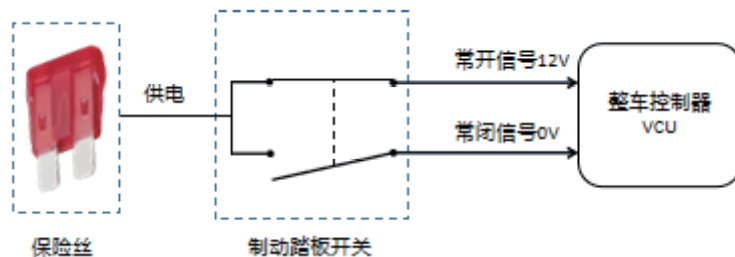 供电
常开信号12V
常闭信号0V
整车控制器
VCU
保险丝
制动踏板开关